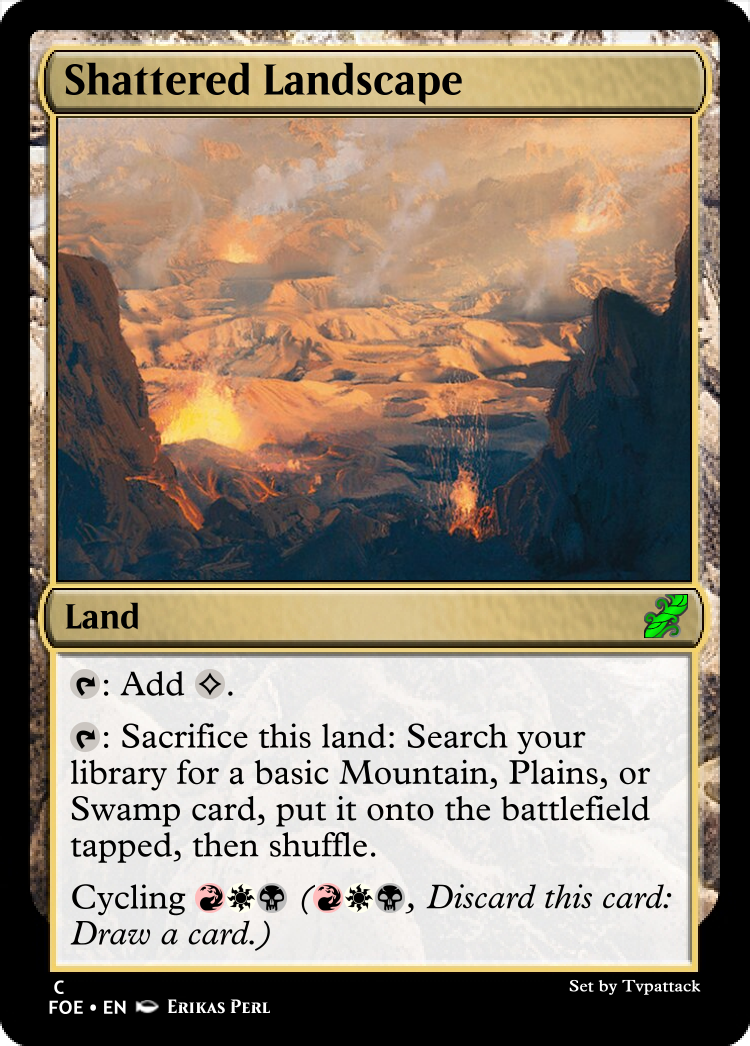 Shattered Landscape
Land
: Add .
: Sacrifice this land: Search your
library for a basic Mountain, Plains, or
Swamp card, put it onto the battlefield
tapped, then shuffle.
Cycling (, Discard this card:
Draw a card.)
C
FOE • EN Erikas Perl
Set by Tvpattack